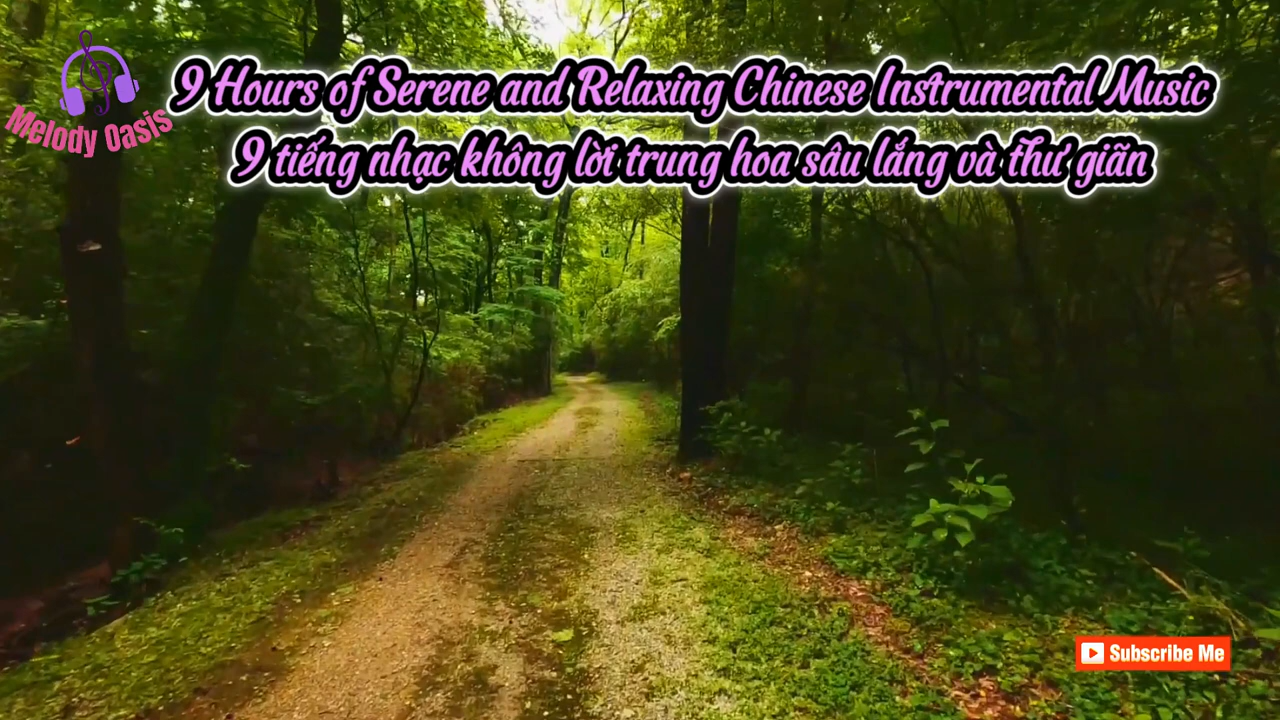 9 Hours of Serene and Relaxing Chinese Instrumental Music
9 tiếng nhạc không lời trung hoa sâu lắng và thư giãn
Melody Oasis
Subscribe Me